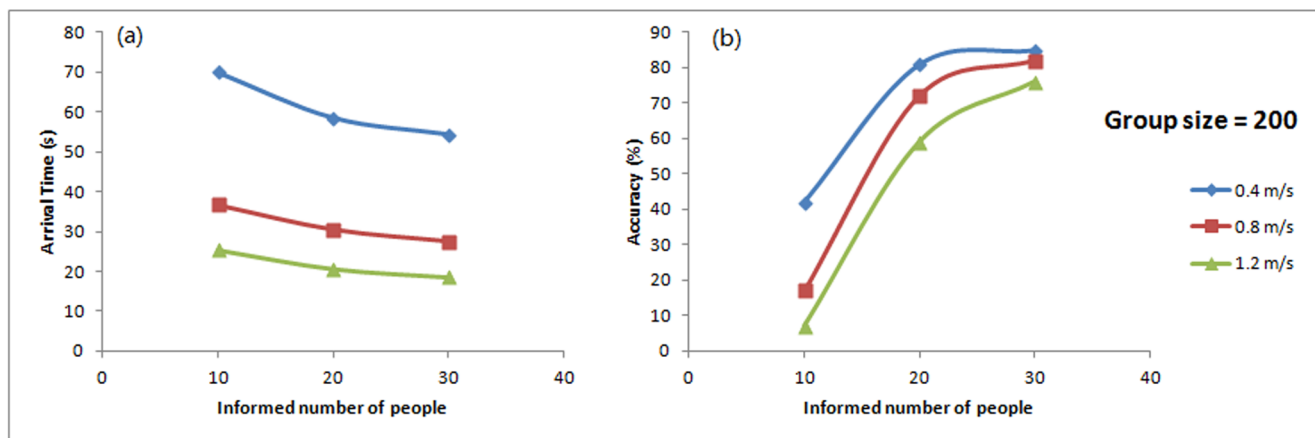 (a)
80
70
60
50
40
30
20
10
0
Arrival Time (s)
0 10 20 30 40
Informed number of people
(b)
90
80
70
60
50
40
30
20
10
0
Accuracy (%)
0 10 20 30 40
Informed number of people
Group size = 200
0.4 m/s
0.8 m/s
1.2 m/s